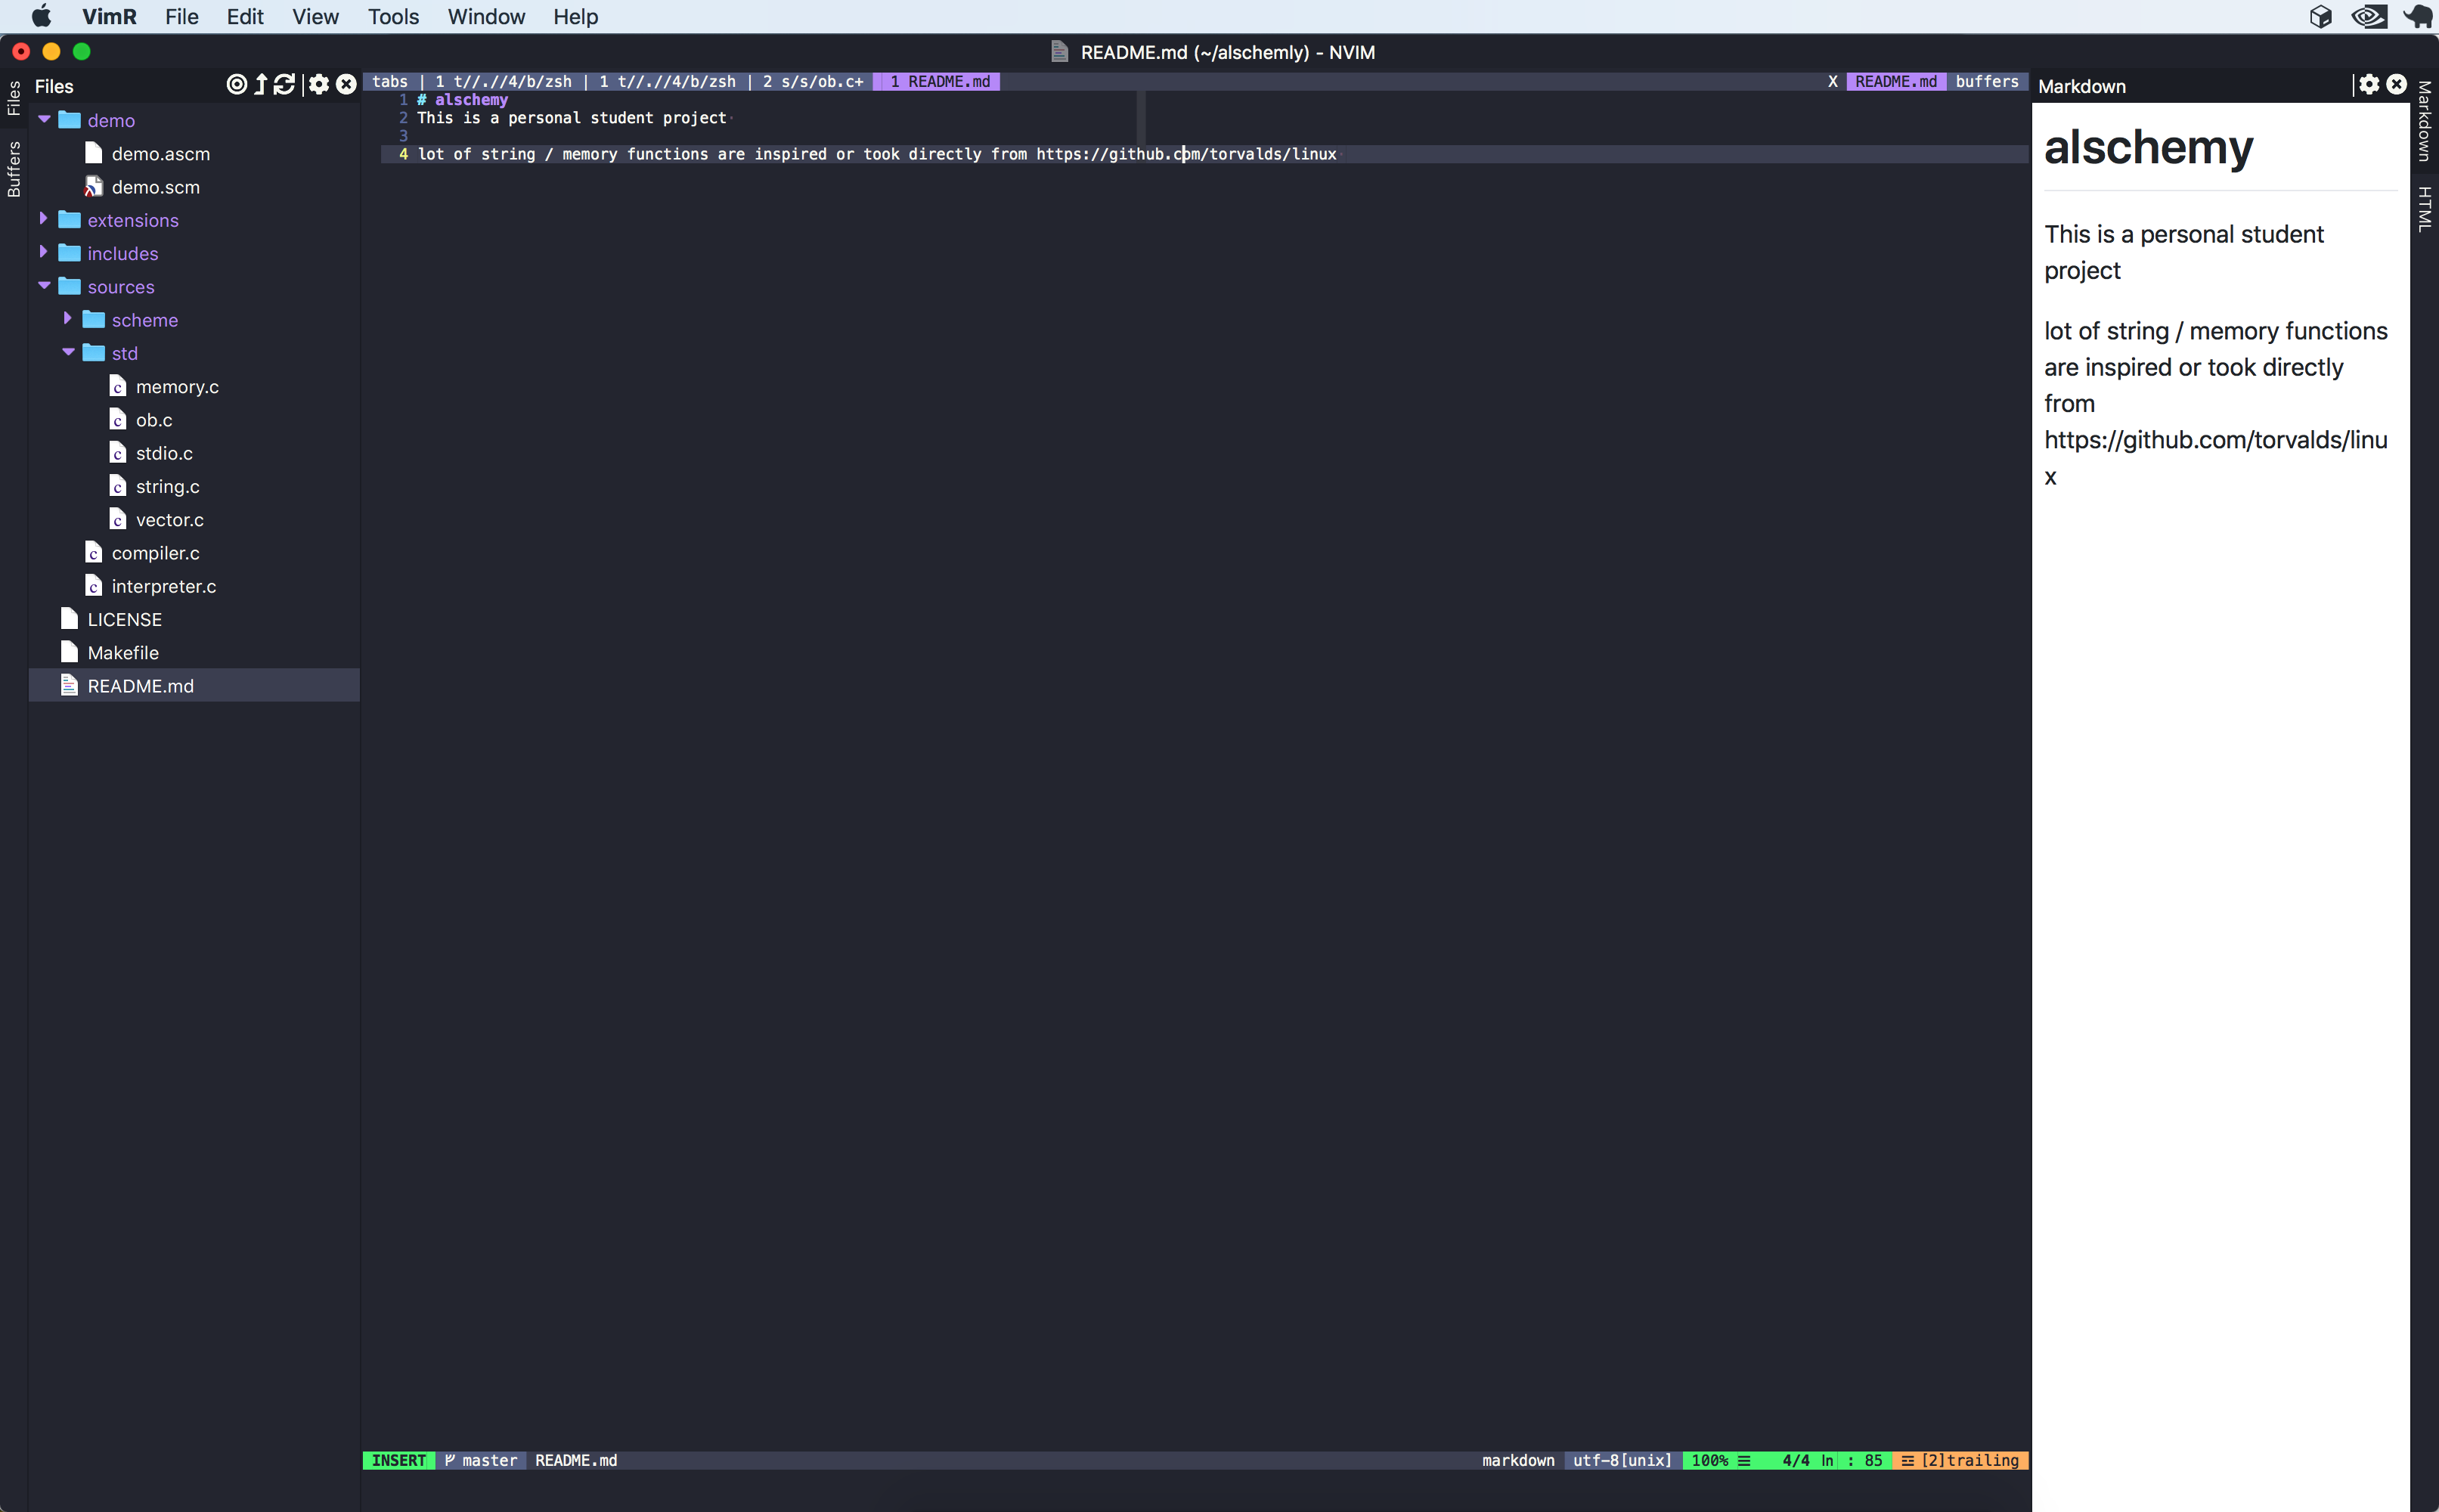 VimR File Edit View Tools Window Help
README.md (~/alschemly) - NVIM
Files
Buffers
Files
demo
demo.ascm
demo.scm
extensions
includes
sources
scheme
std
memory.c
ob.c
stdio.c
string.c
vector.c
compiler.c
interpreter.c
LICENSE
Makefile
README.md
tabs | 1 t//.//4/b/zsh | 1 t//.//4/b/zsh | 2 s/s/ob.c+ 1 README.md X README.md buffers
1 # alschemy
2 This is a personal student project·
3
4 lot of string / memory functions are inspired or took directly from https://github.com/torvalds/linux
INSERT master README.md markdown utf-8[unix] 100% ☰ 4/4 ln : 85 ☲ [2]trailing
Markdown
alschemy
This is a personal student
project
lot of string / memory functions
are inspired or took directly
from
https://github.com/torvalds/linu
x
Markdown
HTML